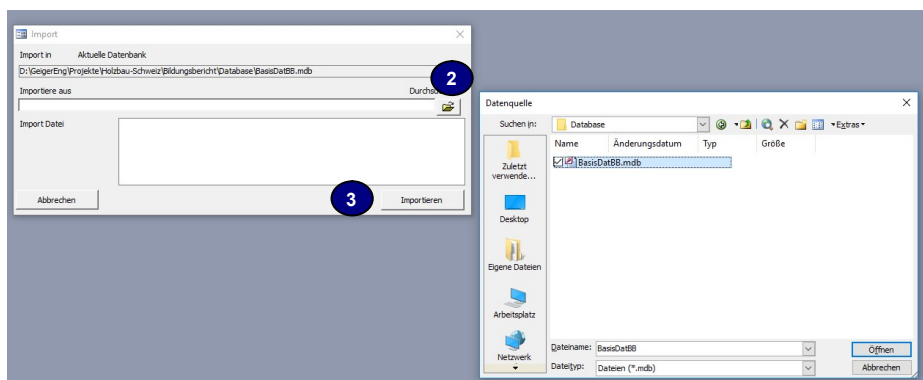 Import
Import in Aktuelle Datenbank
D:\GeigerEng\Projekte\Holzbau-Schweiz\Bildungsbericht\Database\BasisDatBB.mdb
2
Importiere aus
Import Datei
Abbrechen
3
Importieren
Datenquelle
Suchen in: Database
Extras
Name Änderungsdatum Typ Größe
BasisDatBB.mdb
Zuletzt
verwende...
Desktop
Eigene Dateien
Arbeitsplatz
Netzwerk
Dateiname: BasisDatBB
Öffnen
Dateityp: Dateien (*.mdb)
Abbrechen